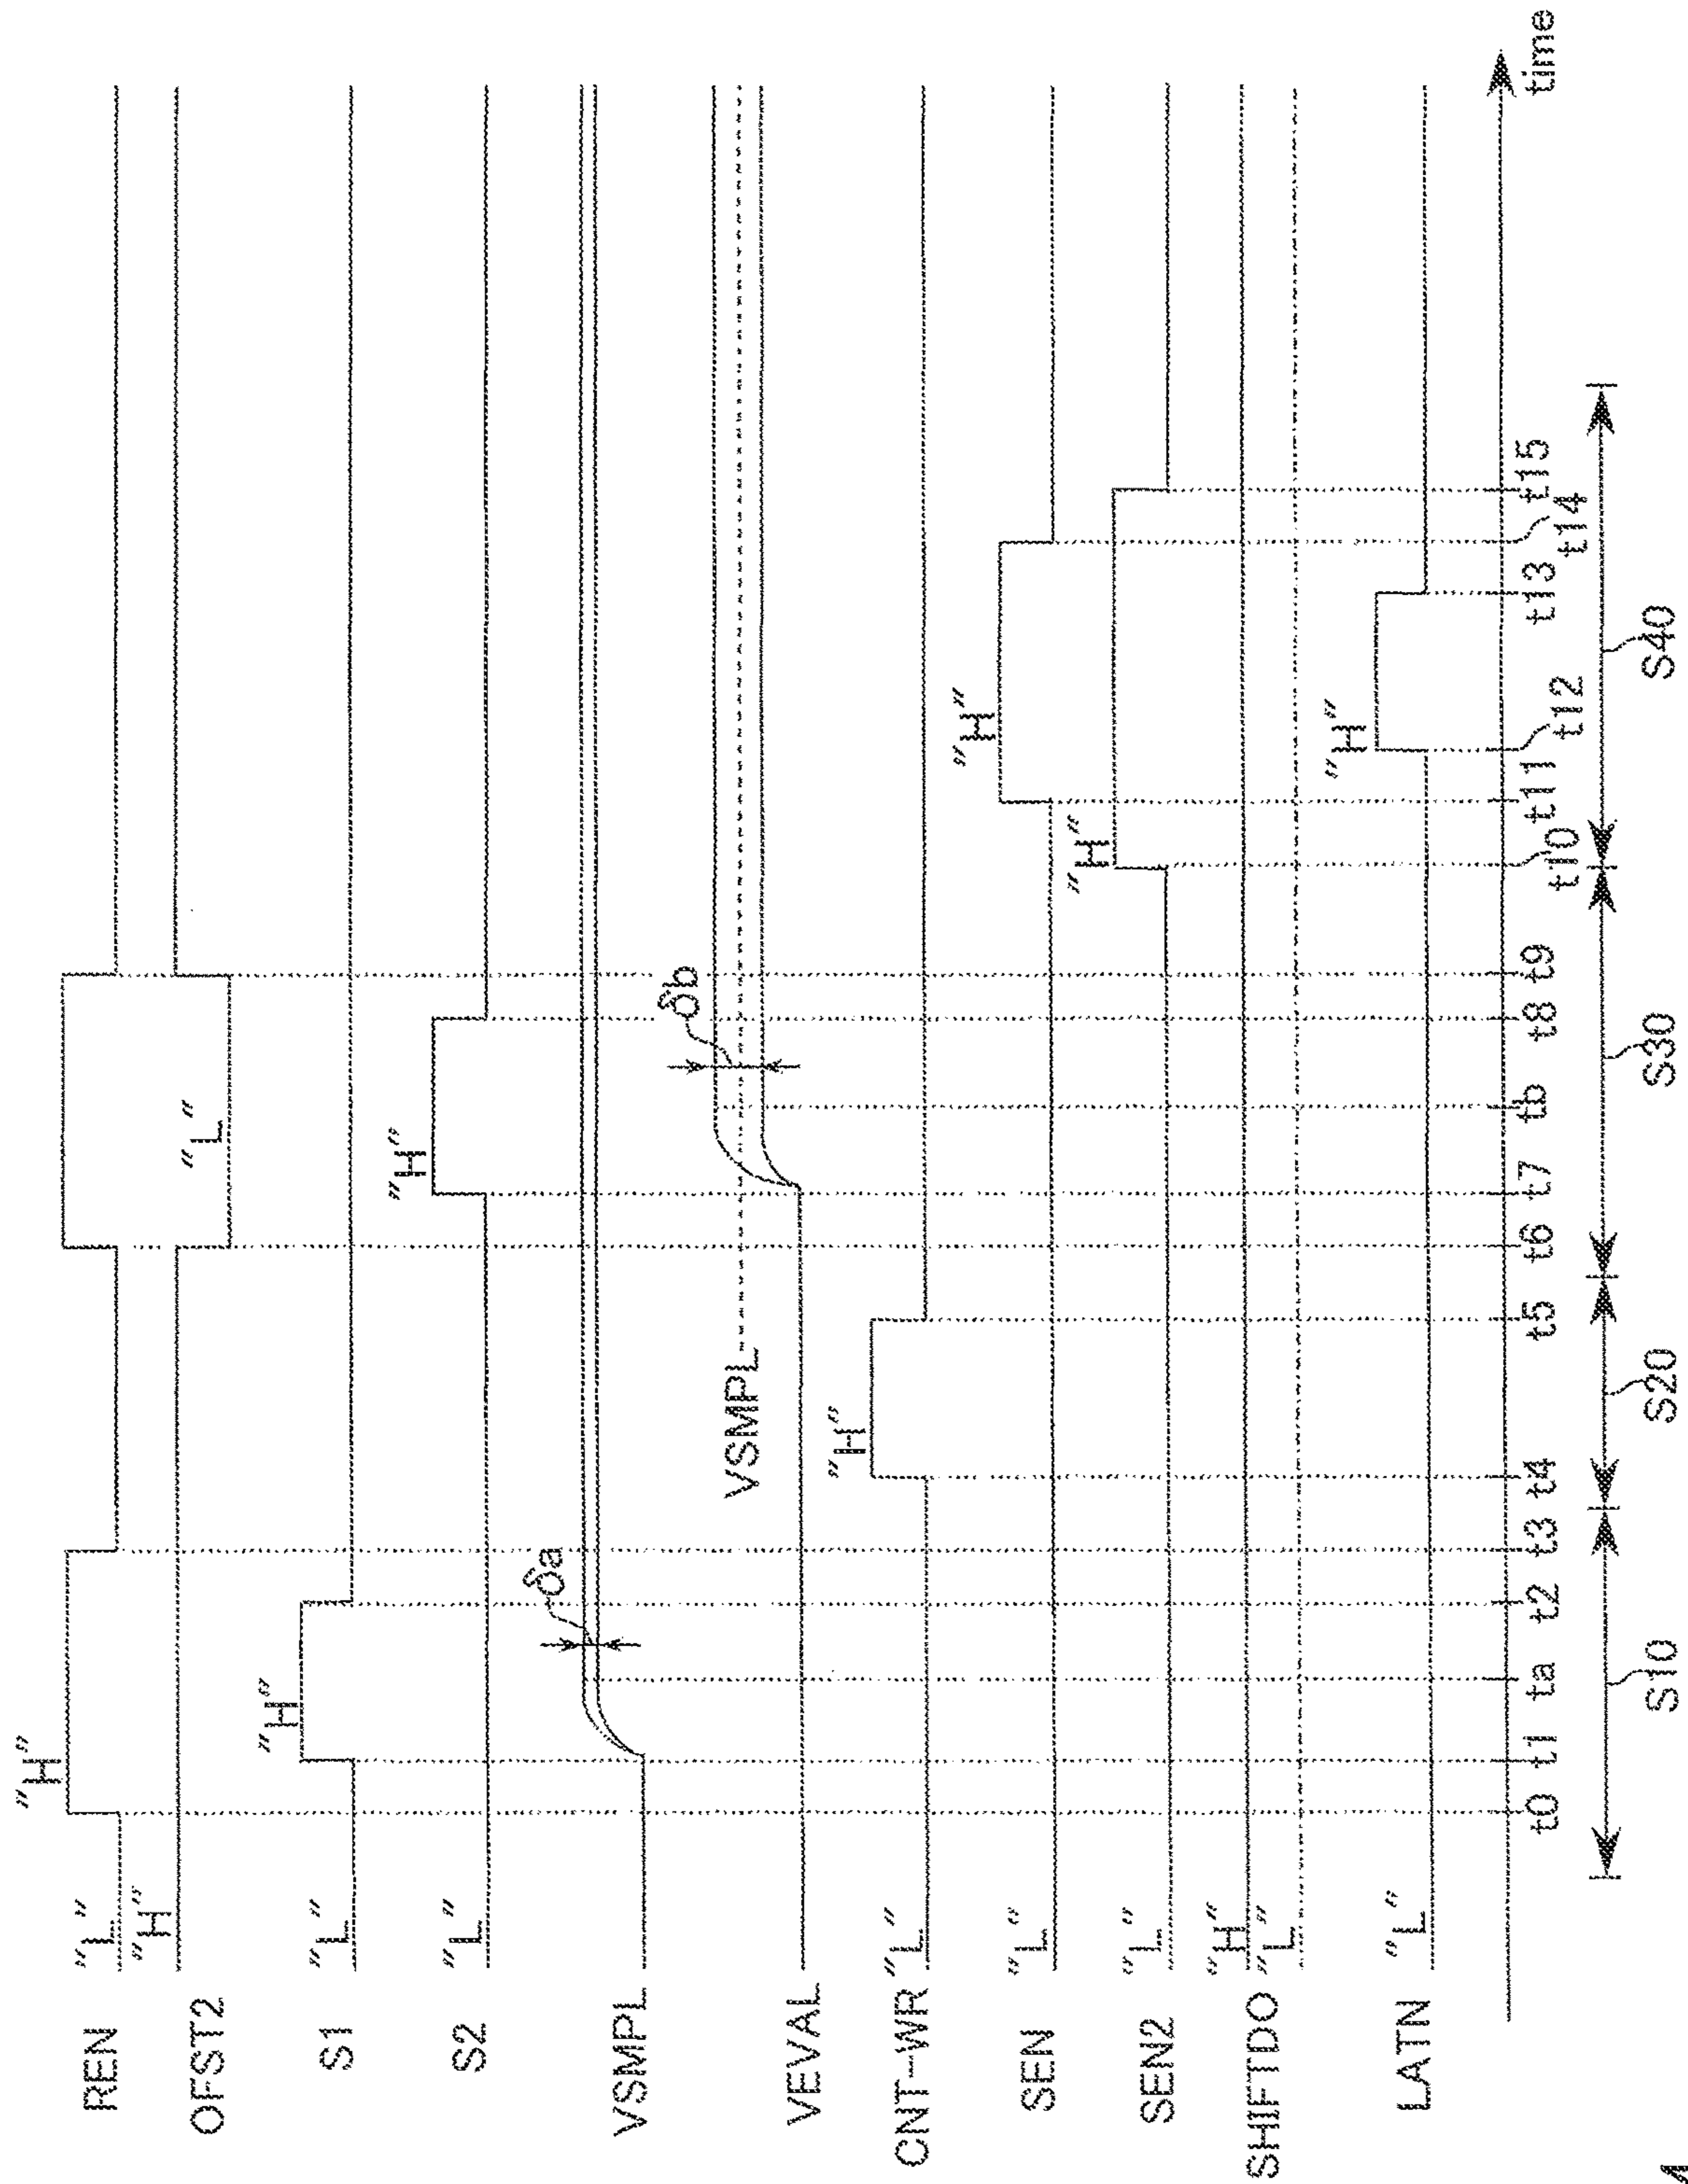 REN "L" "H"
OFST2 "H" "L"
S1 "L" "H"
S2 "L" "H"
VSMPL δa
VEVAL VSMPL δb
CNT-WR "L" "H"
SEN "L" "H"
SEN2 "L" "H"
SHIFTDO "H"
"L"
LATN "L" "H"
t0 t1 ta t2 t3 t4 t5 t6 t7 tb t8 t9 t10 t11 t12 t13 t14 t15 time
S10 S20 S30 S40